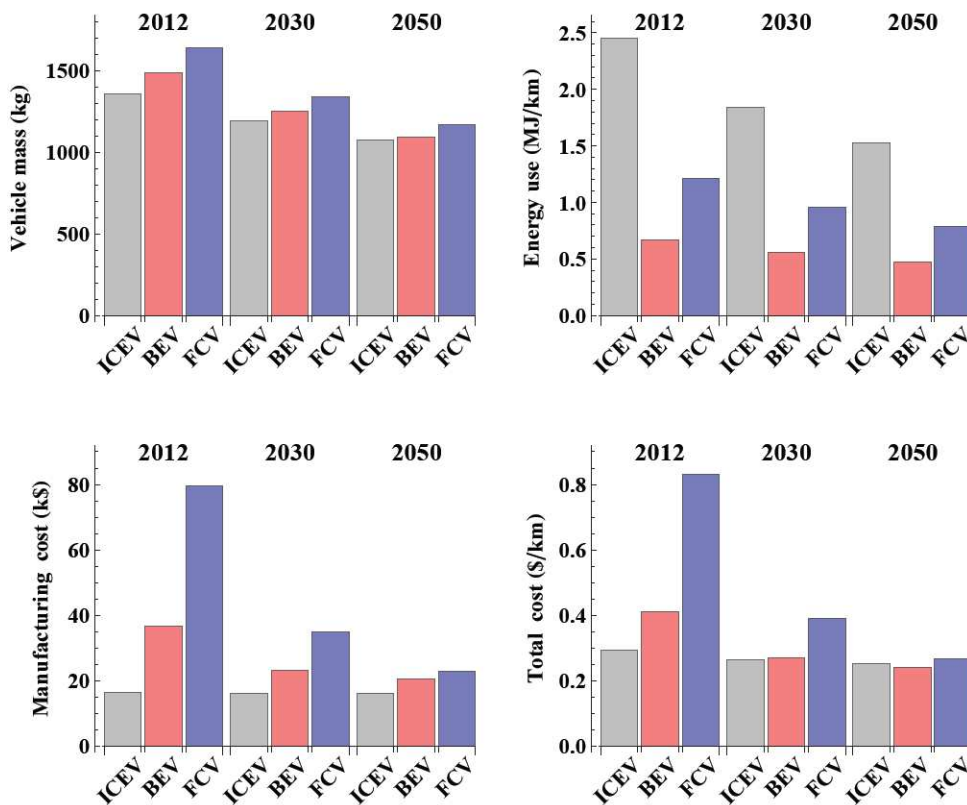 2012 2030 2050
Vehicle mass (kg)
1500
1000
500
0
ICEV BEV FCV ICEV BEV FCV ICEV BEV FCV
2012 2030 2050
Energy use (MJ/km)
2.5
2.0
1.5
1.0
0.5
0.0
ICEV BEV FCV ICEV BEV FCV ICEV BEV FCV
2012 2030 2050
Manufacturing cost (k$)
80
60
40
20
0
ICEV BEV FCV ICEV BEV FCV ICEV BEV FCV
2012 2030 2050
Total cost ($/km)
0.8
0.6
0.4
0.2
0.0
ICEV BEV FCV ICEV BEV FCV ICEV BEV FCV